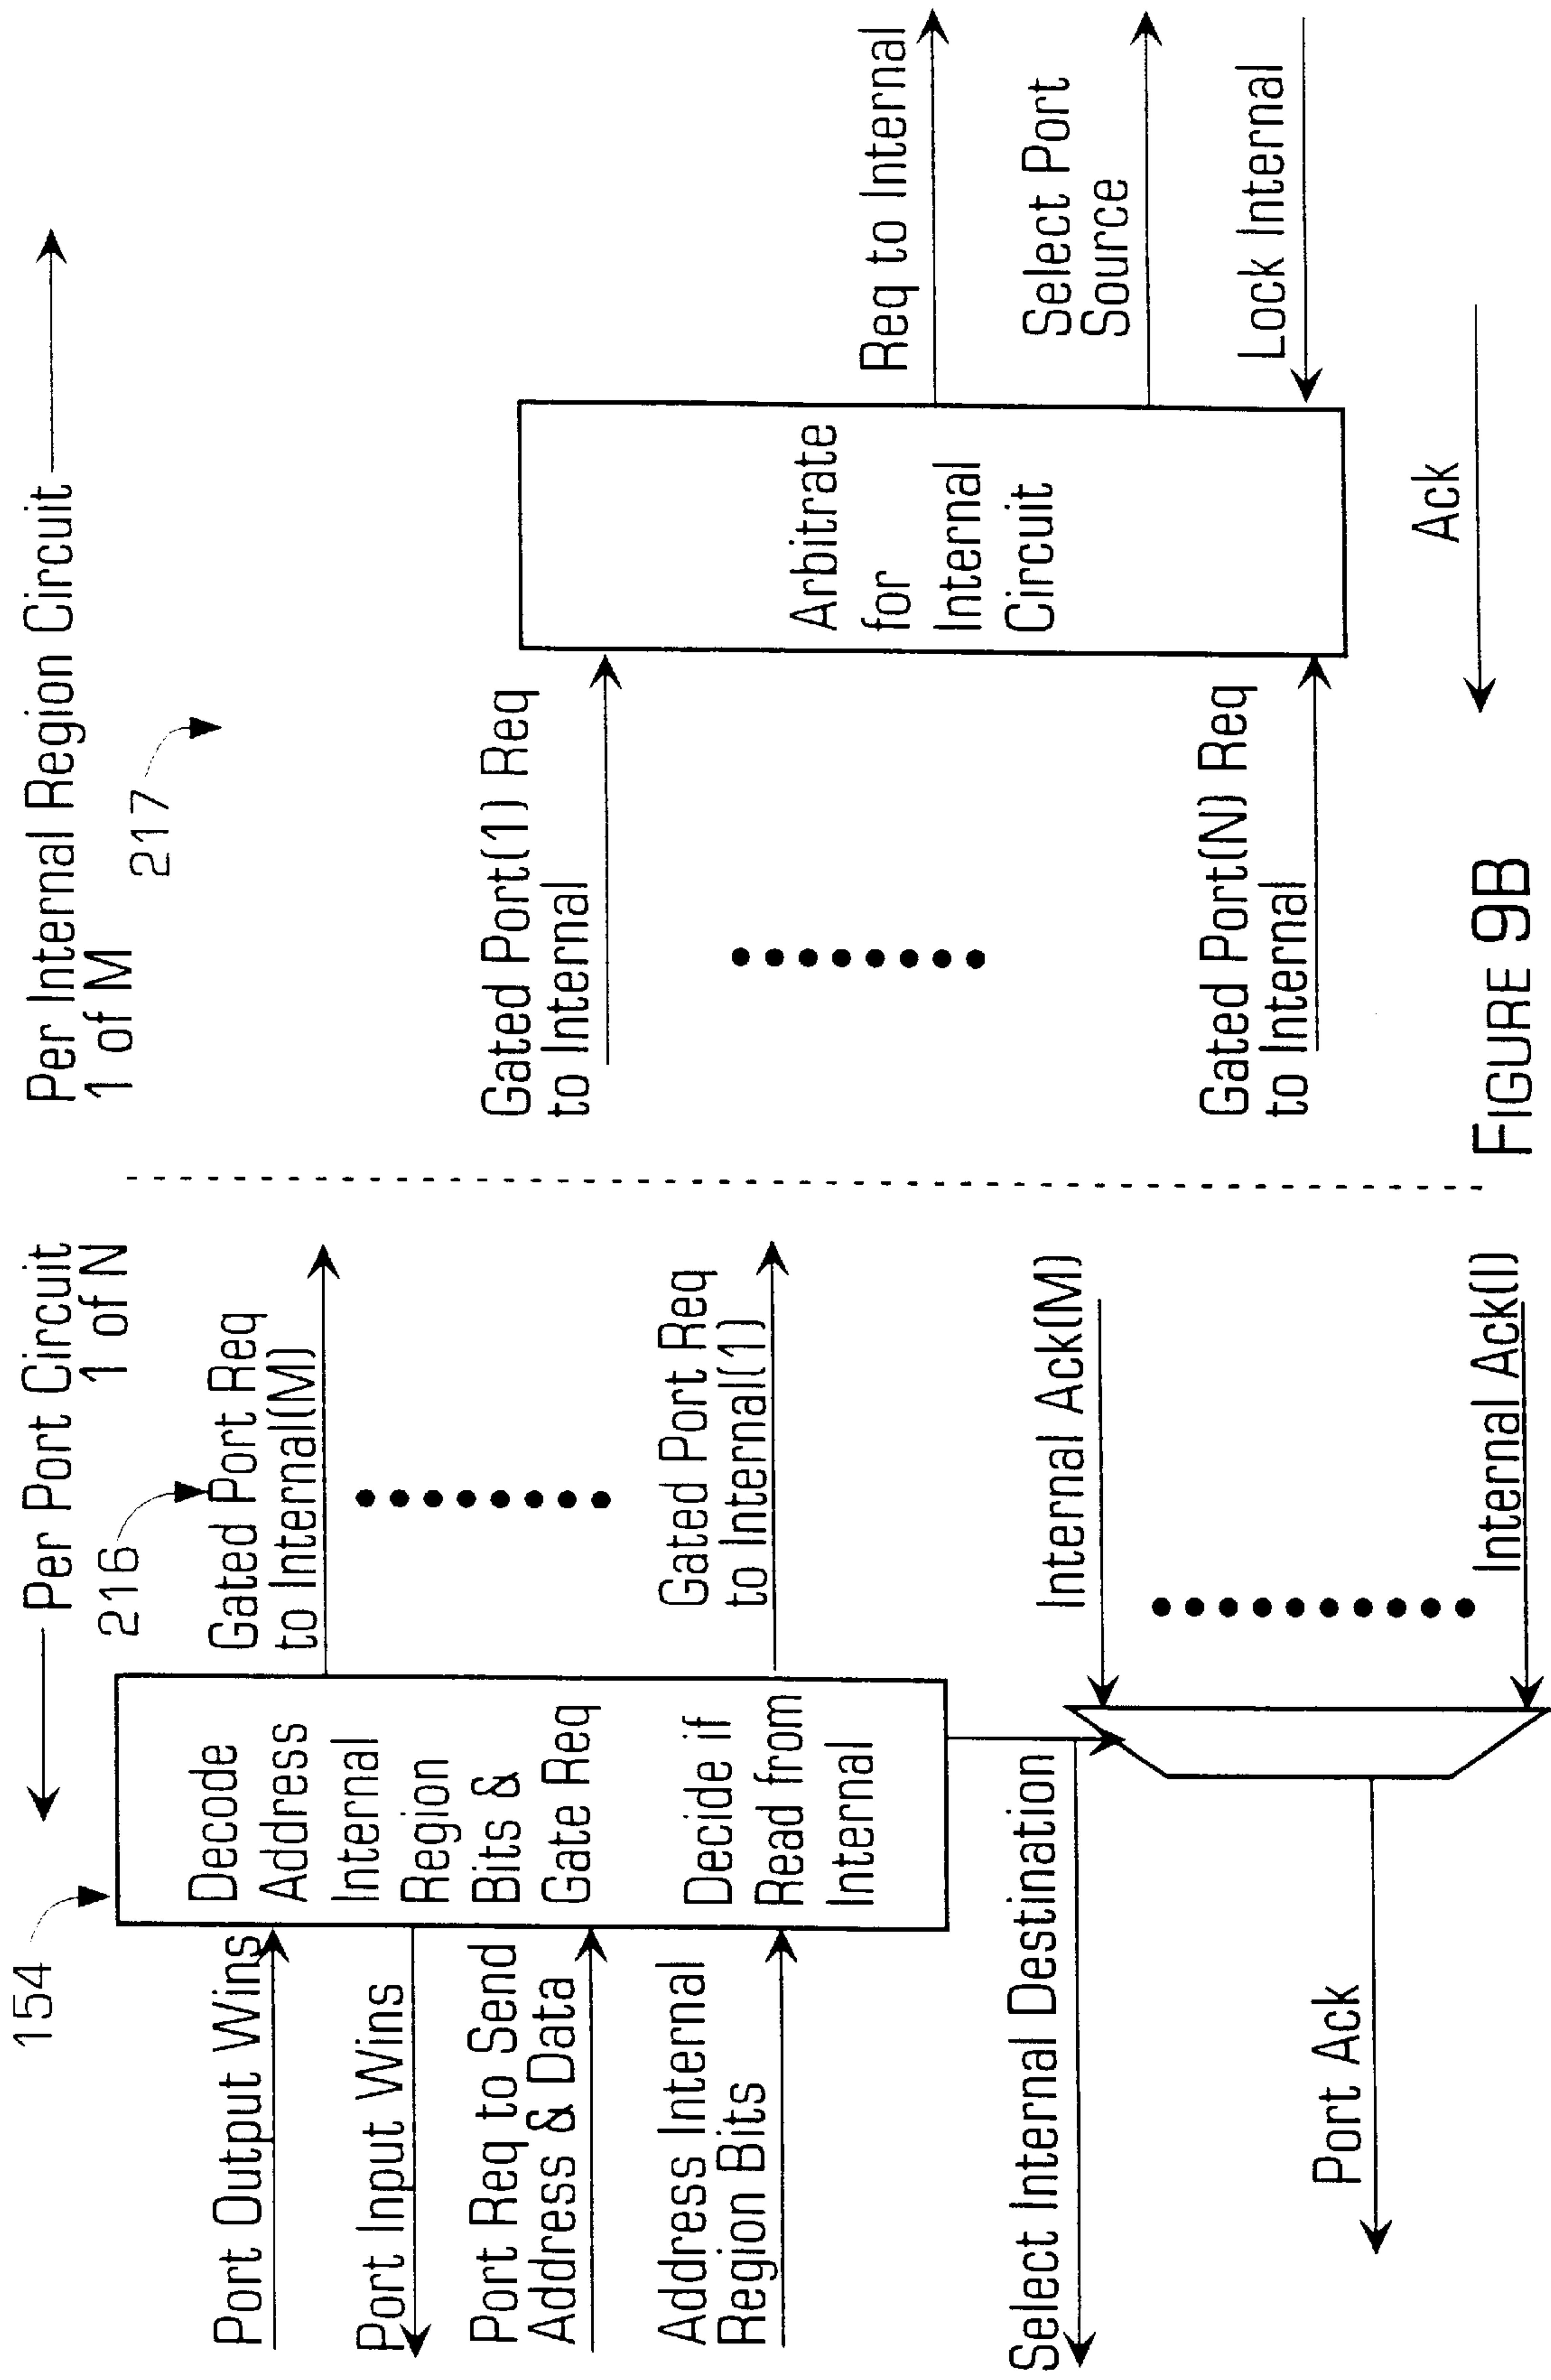 Per Port Circuit
1 of N
154
216
Port Output Wins
Port Input Wins
Port Req to Send
Address & Data
Address Internal
Region Bits
Decode
Address
Internal
Region
Bits &
Gate Req
Decide if
Read from
Internal
Gated Port Req
to Internal(M)
Gated Port Req
to Internal(1)
Select Internal Destination
Internal Ack(M)
Internal Ack(I)
Port Ack
Per Internal Region Circuit
1 of M
217
Gated Port(1) Req
to Internal
Gated Port(N) Req
to Internal
Arbitrate
for
Internal
Circuit
Req to Internal
Select Port
Source
Lock Internal
Ack
FIGURE 9B